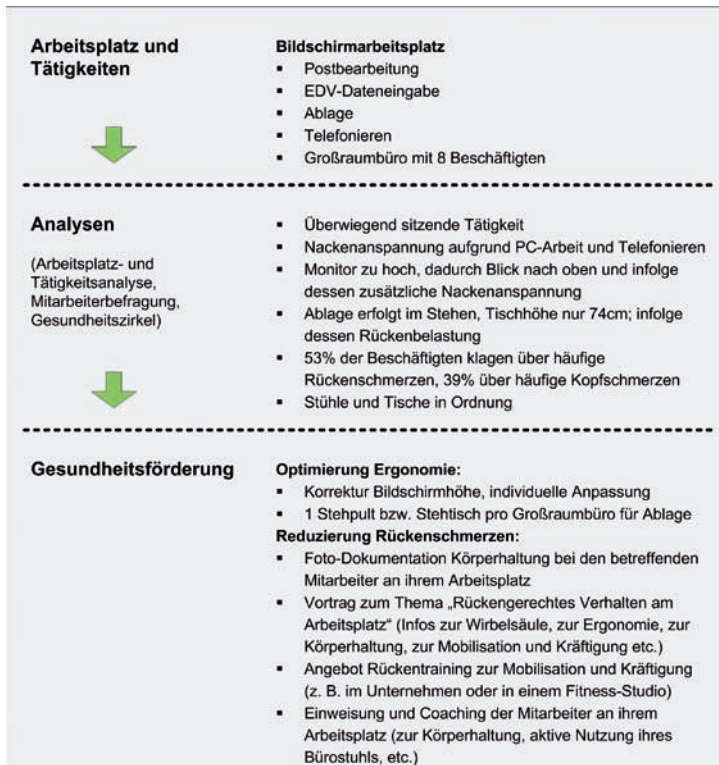 Arbeitsplatz und
Tätigkeiten
Bildschirmarbeitsplatz
▪ Postbearbeitung
▪ EDV-Dateneingabe
▪ Ablage
▪ Telefonieren
▪ Großraumbüro mit 8 Beschäftigten
Analysen
(Arbeitsplatz- und
Tätigkeitsanalyse,
Mitarbeiterbefragung,
Gesundheitszirkel)
▪ Überwiegend sitzende Tätigkeit
▪ Nackenanspannung aufgrund PC-Arbeit und Telefonieren
▪ Monitor zu hoch, dadurch Blick nach oben und infolge
dessen zusätzliche Nackenanspannung
▪ Ablage erfolgt im Stehen, Tischhöhe nur 74cm; infolge
dessen Rückenbelastung
▪ 53% der Beschäftigten klagen über häufige
Rückenschmerzen, 39% über häufige Kopfschmerzen
▪ Stühle und Tische in Ordnung
Gesundheitsförderung
Optimierung Ergonomie:
▪ Korrektur Bildschirmhöhe, individuelle Anpassung
▪ 1 Stehpult bzw. Stehtisch pro Großraumbüro für Ablage
Reduzierung Rückenschmerzen:
▪ Foto-Dokumentation Körperhaltung bei den betreffenden
Mitarbeiter an ihrem Arbeitsplatz
▪ Vortrag zum Thema „Rückengerechtes Verhalten am
Arbeitsplatz“ (Infos zur Wirbelsäule, zur Ergonomie, zur
Körperhaltung, zur Mobilisation und Kräftigung etc.)
▪ Angebot Rückentraining zur Mobilisation und Kräftigung
(z. B. im Unternehmen oder in einem Fitness-Studio)
▪ Einweisung und Coaching der Mitarbeiter an ihrem
Arbeitsplatz (zur Körperhaltung, aktive Nutzung ihres
Bürostuhls, etc.)